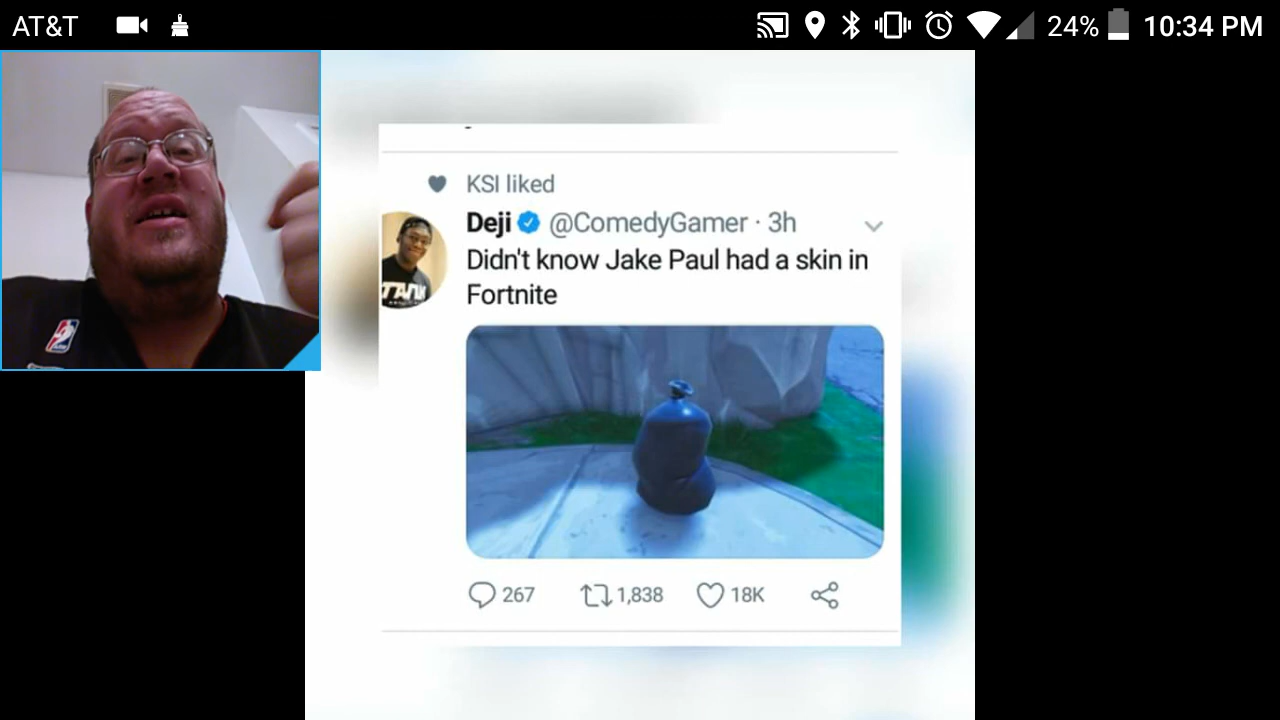 AT&T 24% 10:34 PM
KSI liked
Deji @ComedyGamer · 3h
Didn't know Jake Paul had a skin in
Fortnite
267 1,838 18K